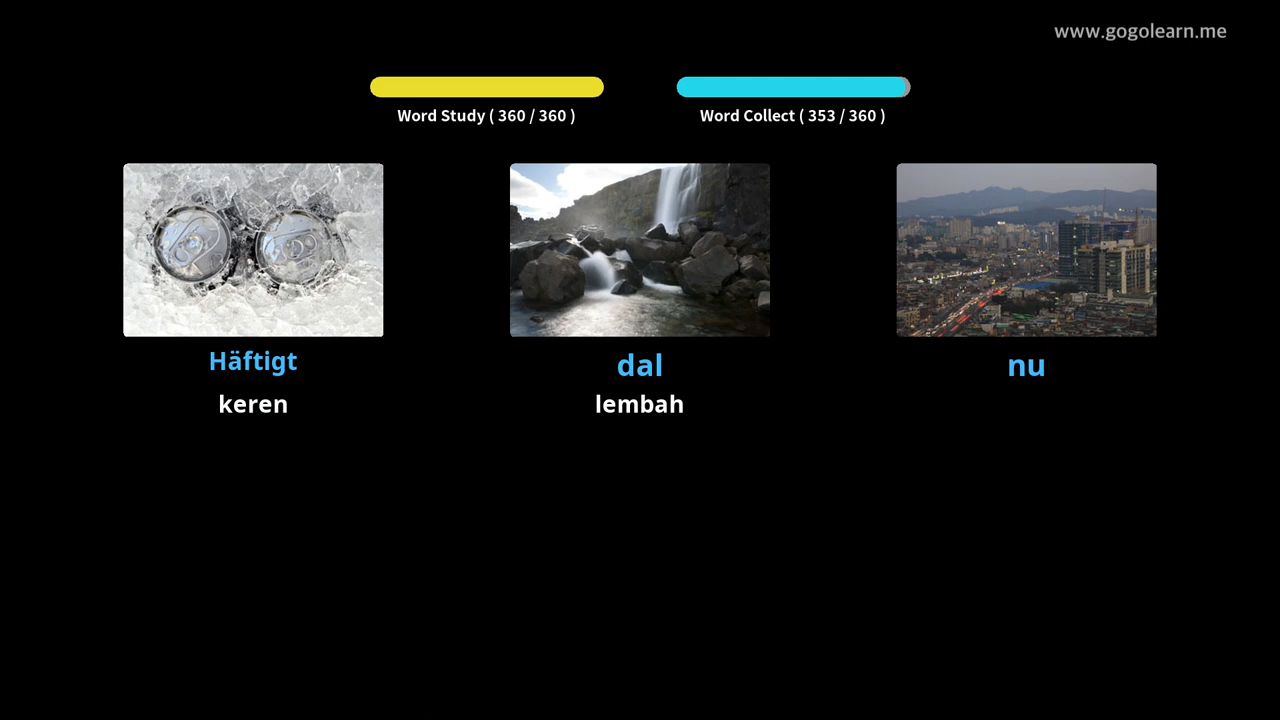 www.gogolearn.me
Word Study ( 360 / 360 )
Word Collect ( 353 / 360 )
Häftigt
dal
nu
keren
lembah